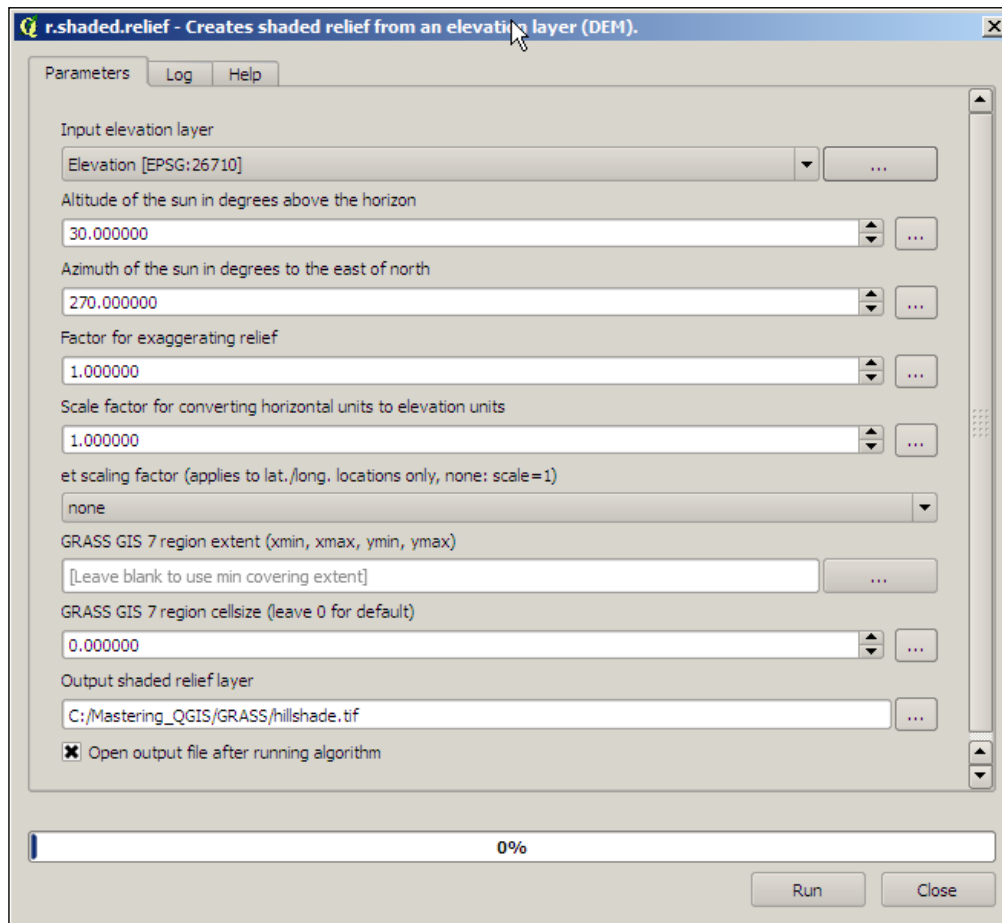 r.shaded.relief - Creates shaded relief from an elevation layer (DEM).
Parameters
Log
Help
Input elevation layer
Elevation [EPSG:26710]
...
Altitude of the sun in degrees above the horizon
30.000000
...
Azimuth of the sun in degrees to the east of north
270.000000
...
Factor for exaggerating relief
1.000000
...
Scale factor for converting horizontal units to elevation units
1.000000
...
et scaling factor (applies to lat./long. locations only, none: scale=1)
none
GRASS GIS 7 region extent (xmin, xmax, ymin, ymax)
[Leave blank to use min covering extent]
...
GRASS GIS 7 region cellsize (leave 0 for default)
0.000000
...
Output shaded relief layer
C:/Mastering_QGIS/GRASS/hillshade.tif
...
Open output file after running algorithm
0%
Run
Close